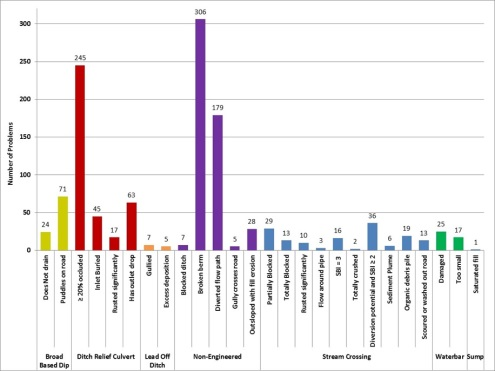 Number of Problems
300
250
200
150
100
50
0
24
71
245
45
17
63
7
5
7
306
179
5
28
29
13
10
3
16
2
36
6
19
13
25
17
1
Does Not drain
Puddles on road
≥ 20% occluded
Inlet Buried
Rusted significantly
Has outlet drop
Gullied
Excess deposition
Blocked ditch
Broken berm
Diverted flow path
Gully crosses road
Outsloped with fill erosion
Partially Blocked
Totally Blocked
Rusted significantly
Flow around pipe
SBI = 3
Totally crushed
Diversion potential and SBI ≥ 2
Sediment Plume
Organic debris pile
Scoured or washed out road
Damaged
Too small
Saturated fill
Broad
Based Dip
Ditch Relief Culvert
Lead Off
Ditch
Non-Engineered
Stream Crossing
Waterbar
Sump